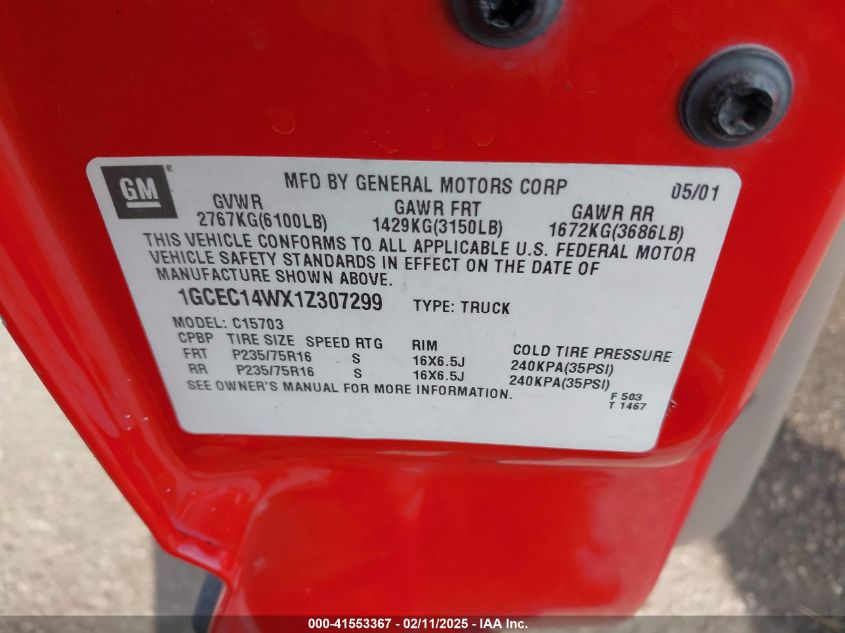 GM
MFD BY GENERAL MOTORS CORP 05/01
GVWR GAWR FRT GAWR RR
2767KG(6100LB) 1429KG(3150LB) 1672KG(3686LB)
THIS VEHICLE CONFORMS TO ALL APPLICABLE U.S. FEDERAL MOTOR
VEHICLE SAFETY STANDARDS IN EFFECT ON THE DATE OF
MANUFACTURE SHOWN ABOVE.
1GCEC14WX1Z307299 TYPE: TRUCK
MODEL: C15703
CPBP TIRE SIZE SPEED RTG RIM COLD TIRE PRESSURE
FRT P235/75R16 S 16X6.5J 240KPA(35PSI)
RR P235/75R16 S 16X6.5J 240KPA(35PSI)
SEE OWNER'S MANUAL FOR MORE INFORMATION.
F 503
T 1467
000-41553367 - 02/11/2025 - IAA Inc.